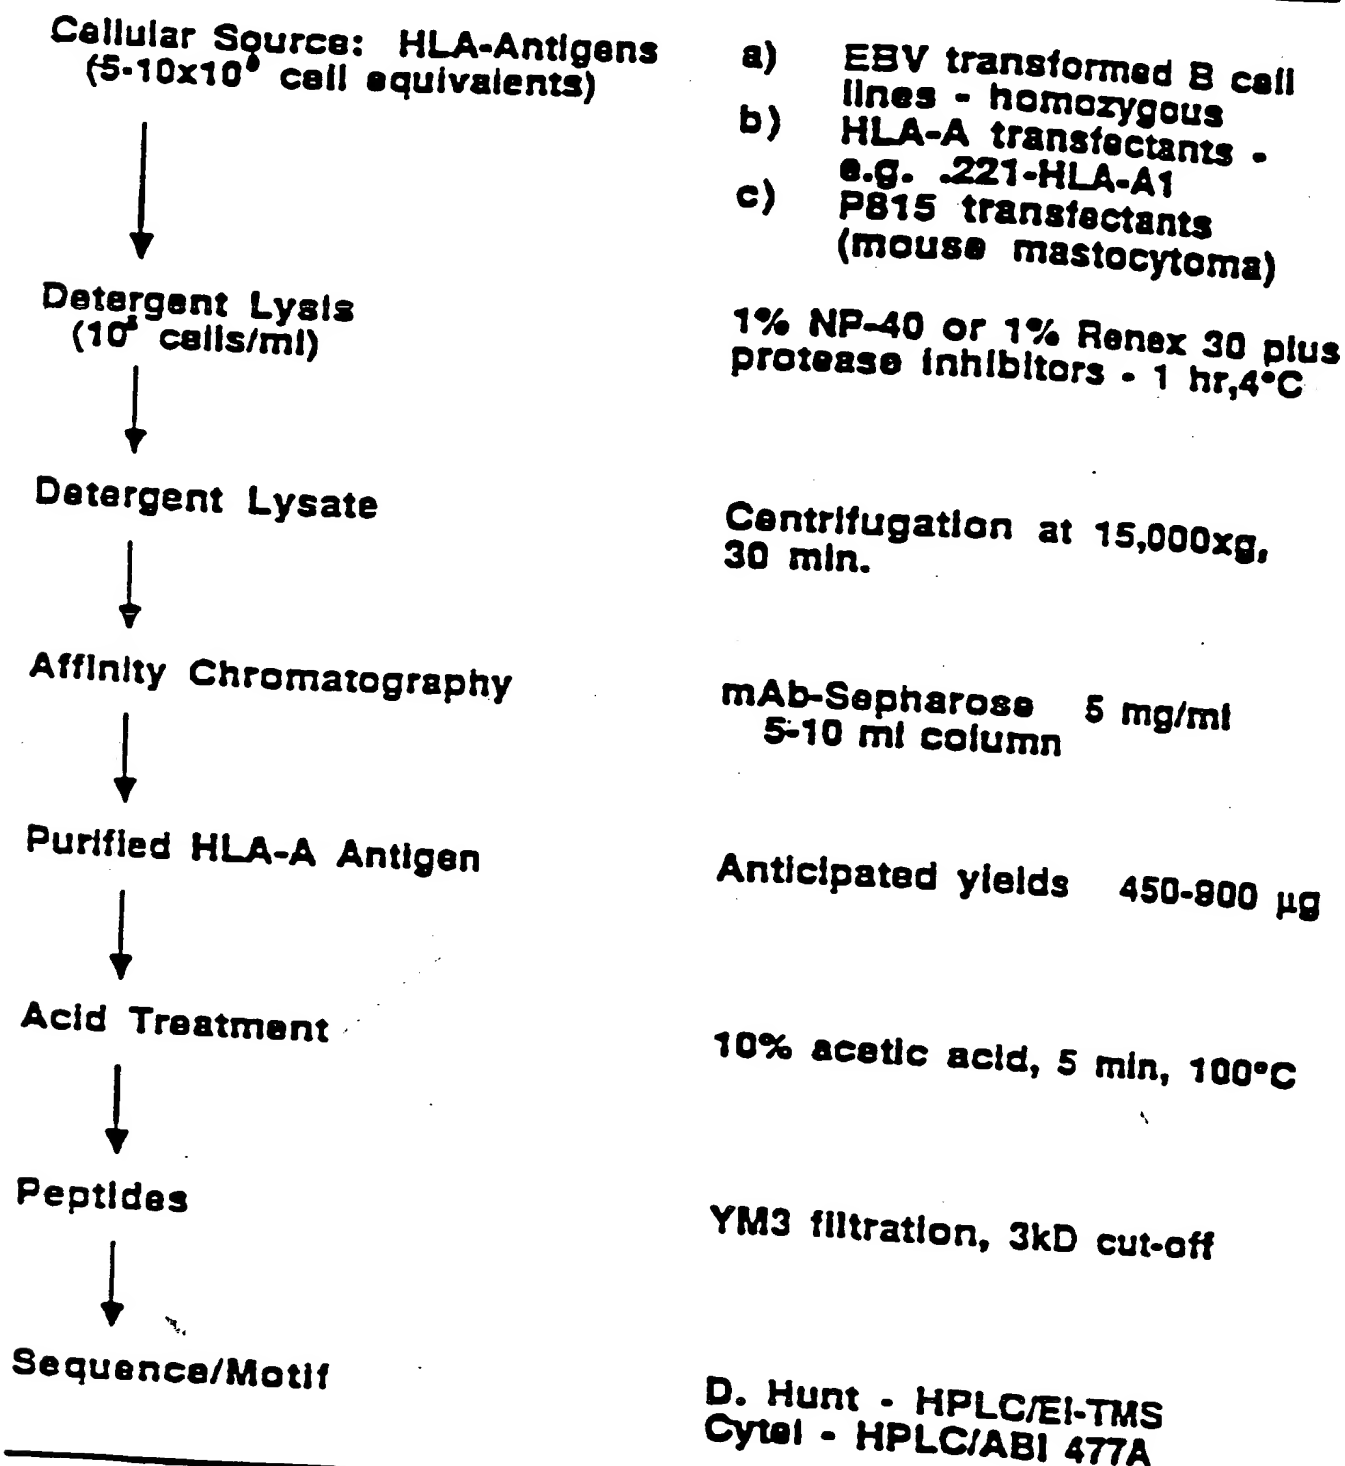 Cellular Source: HLA-Antigens
(5-10x10⁹ cell equivalents)
a) EBV transformed B cell
lines - homozygous
b) HLA-A transfectants -
e.g. .221-HLA-A1
c) P815 transfectants
(mouse mastocytoma)
Detergent Lysis
(10⁸ cells/ml)
1% NP-40 or 1% Renex 30 plus
protease inhibitors - 1 hr,4°C
Detergent Lysate
Centrifugation at 15,000xg,
30 min.
Affinity Chromatography
mAb-Sepharose 5 mg/ml
5-10 ml column
Purified HLA-A Antigen
Anticipated yields 450-900 µg
Acid Treatment
10% acetic acid, 5 min, 100°C
Peptides
YM3 filtration, 3kD cut-off
Sequence/Motif
D. Hunt - HPLC/EI-TMS
Cytel - HPLC/ABI 477A